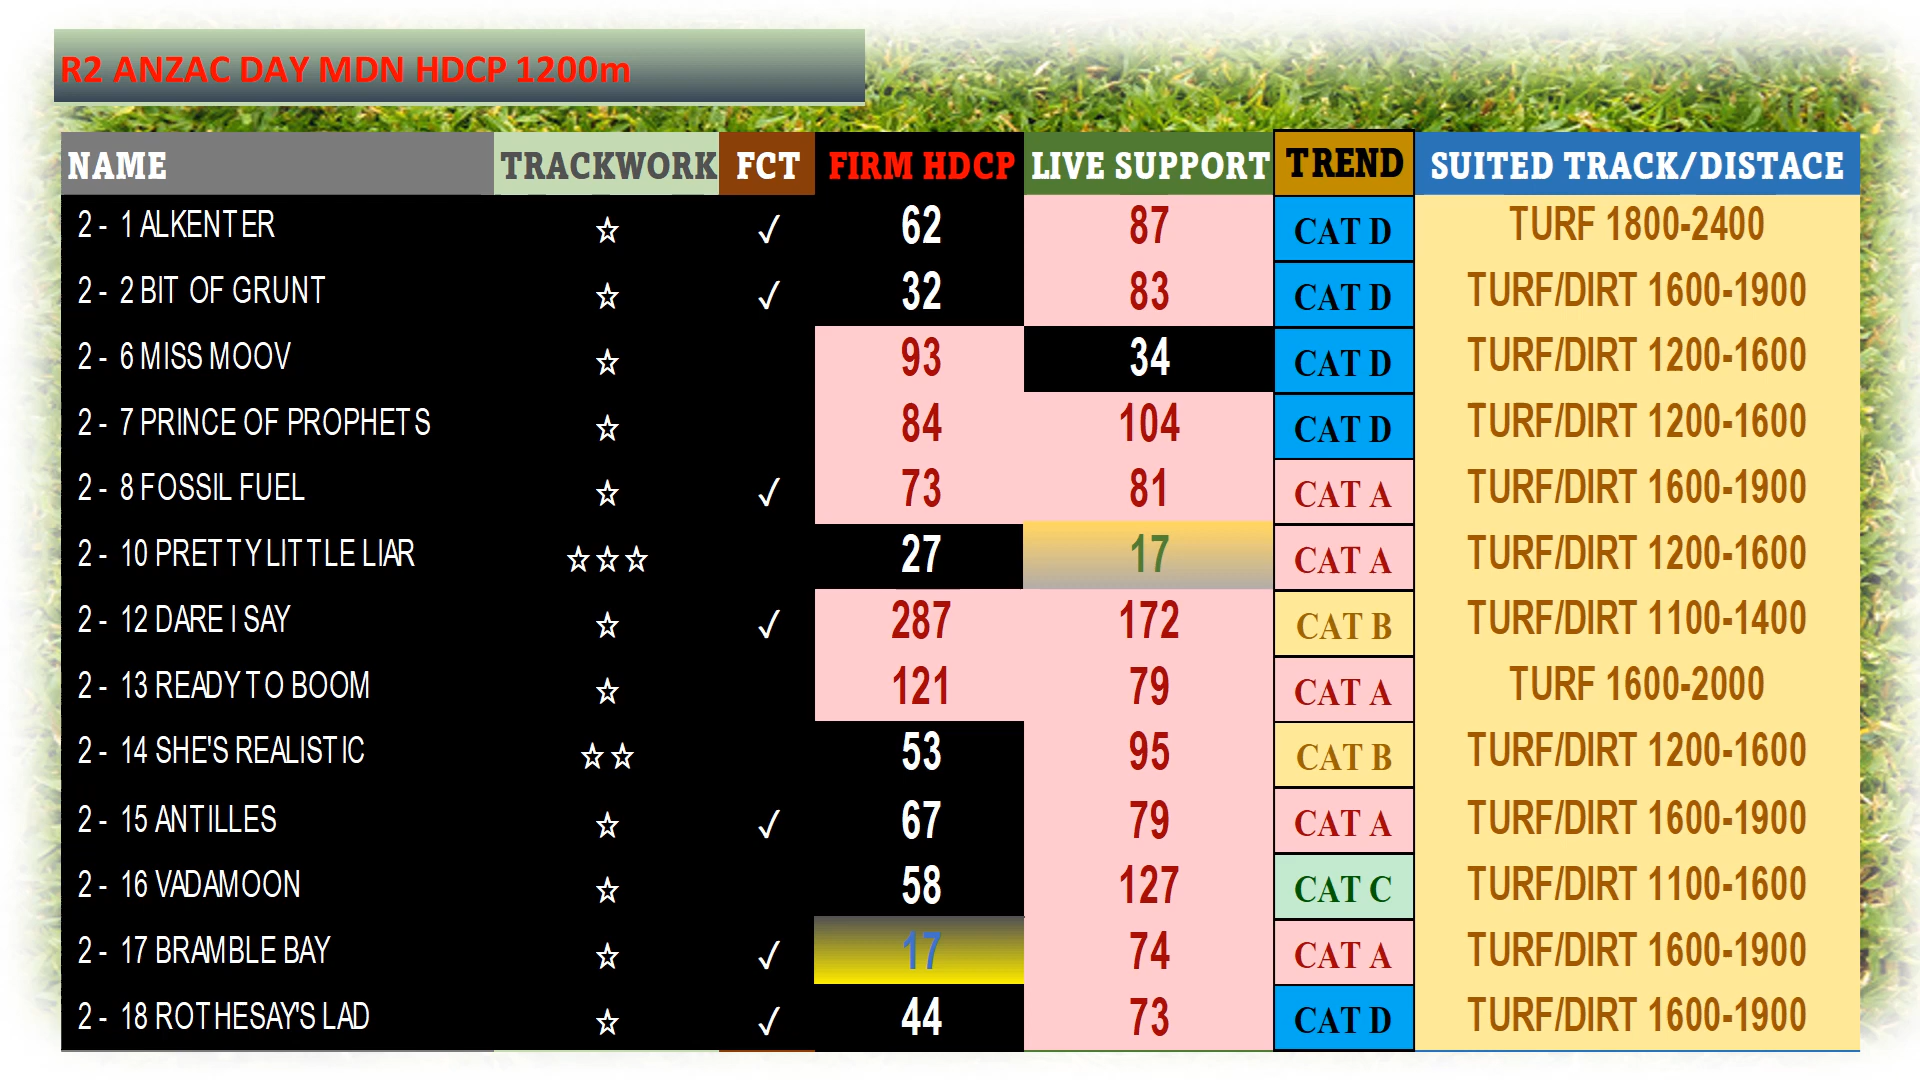 R2 ANZAC DAY MDN HDCP 1200m
NAME TRACKWORK FCT FIRM HDCP LIVE SUPPORT TREND SUITED TRACK/DISTACE
2 - 1 ALKENTER ☆ ✓ 62 87 CAT D TURF 1800-2400
2 - 2 BIT OF GRUNT ☆ ✓ 32 83 CAT D TURF/DIRT 1600-1900
2 - 6 MISS MOOV ☆ 93 34 CAT D TURF/DIRT 1200-1600
2 - 7 PRINCE OF PROPHETS ☆ 84 104 CAT D TURF/DIRT 1200-1600
2 - 8 FOSSIL FUEL ☆ ✓ 73 81 CAT A TURF/DIRT 1600-1900
2 - 10 PRETTY LITTLE LIAR ☆☆☆ 27 17 CAT A TURF/DIRT 1200-1600
2 - 12 DARE I SAY ☆ ✓ 287 172 CAT B TURF/DIRT 1100-1400
2 - 13 READY TO BOOM ☆ 121 79 CAT A TURF 1600-2000
2 - 14 SHE'S REALISTIC ☆☆ 53 95 CAT B TURF/DIRT 1200-1600
2 - 15 ANTILLES ☆ ✓ 67 79 CAT A TURF/DIRT 1600-1900
2 - 16 VADAMOON ☆ 58 127 CAT C TURF/DIRT 1100-1600
2 - 17 BRAMBLE BAY ☆ ✓ 17 74 CAT A TURF/DIRT 1600-1900
2 - 18 ROTHESAY'S LAD ☆ ✓ 44 73 CAT D TURF/DIRT 1600-1900